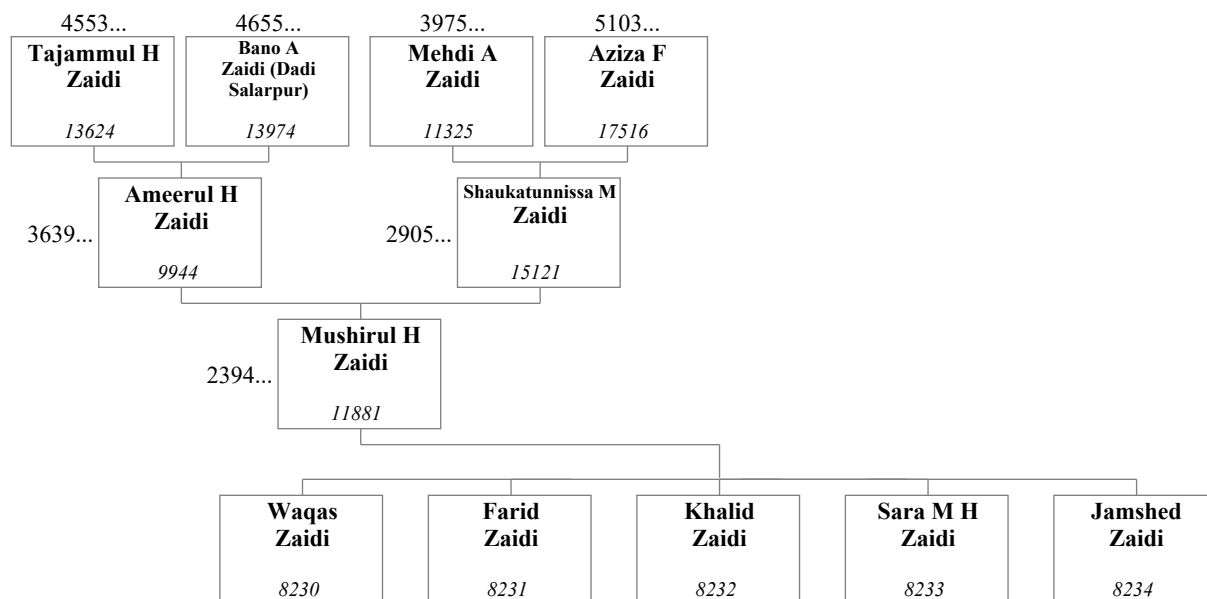 4553...
4655...
3975...
5103...
Tajammul H
Zaidi
13624
Bano A
Zaidi (Dadi
Salarpur)
13974
Mehdi A
Zaidi
11325
Aziza F
Zaidi
17516
3639...
Ameerul H
Zaidi
9944
2905...
Shaukatunnissa M
Zaidi
15121
2394...
Mushirul H
Zaidi
11881
Waqas
Zaidi
8230
Farid
Zaidi
8231
Khalid
Zaidi
8232
Sara M H
Zaidi
8233
Jamshed
Zaidi
8234